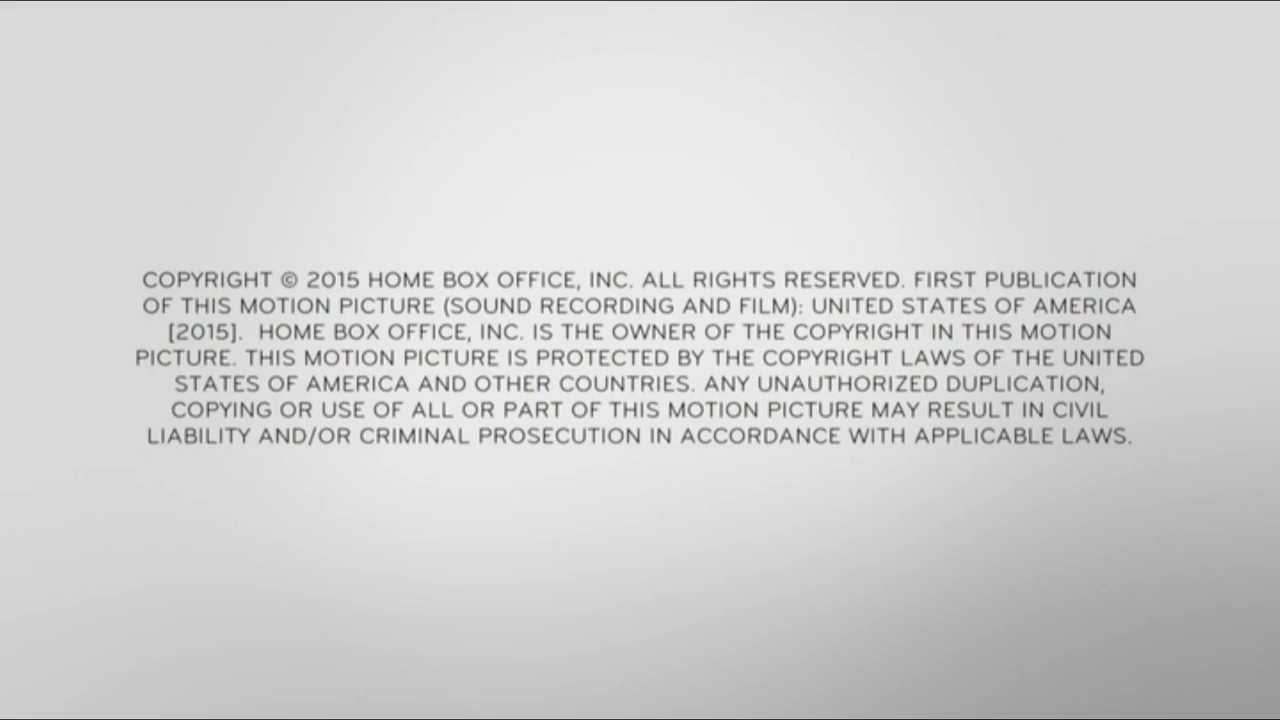 COPYRIGHT © 2015 HOME BOX OFFICE, INC. ALL RIGHTS RESERVED. FIRST PUBLICATION
OF THIS MOTION PICTURE (SOUND RECORDING AND FILM): UNITED STATES OF AMERICA
[2015].  HOME BOX OFFICE, INC. IS THE OWNER OF THE COPYRIGHT IN THIS MOTION
PICTURE. THIS MOTION PICTURE IS PROTECTED BY THE COPYRIGHT LAWS OF THE UNITED
STATES OF AMERICA AND OTHER COUNTRIES. ANY UNAUTHORIZED DUPLICATION,
COPYING OR USE OF ALL OR PART OF THIS MOTION PICTURE MAY RESULT IN CIVIL
LIABILITY AND/OR CRIMINAL PROSECUTION IN ACCORDANCE WITH APPLICABLE LAWS.